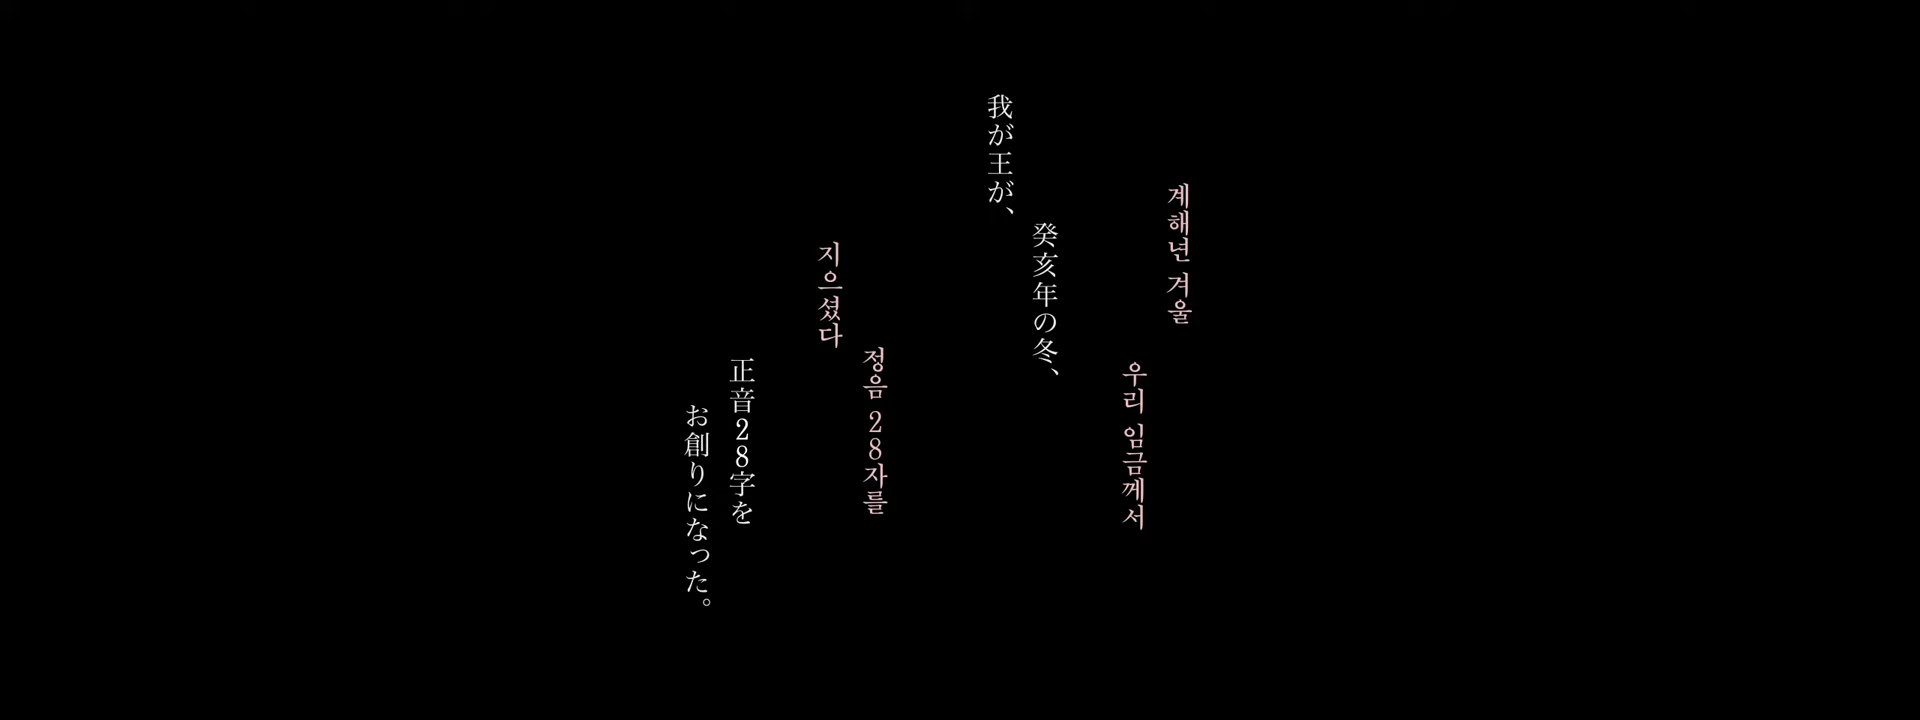 계해년 겨울
우리 임금께서
癸亥年の冬、
我が王が、
정음 28자를
지으셨다
正音28字を
お創りになった。